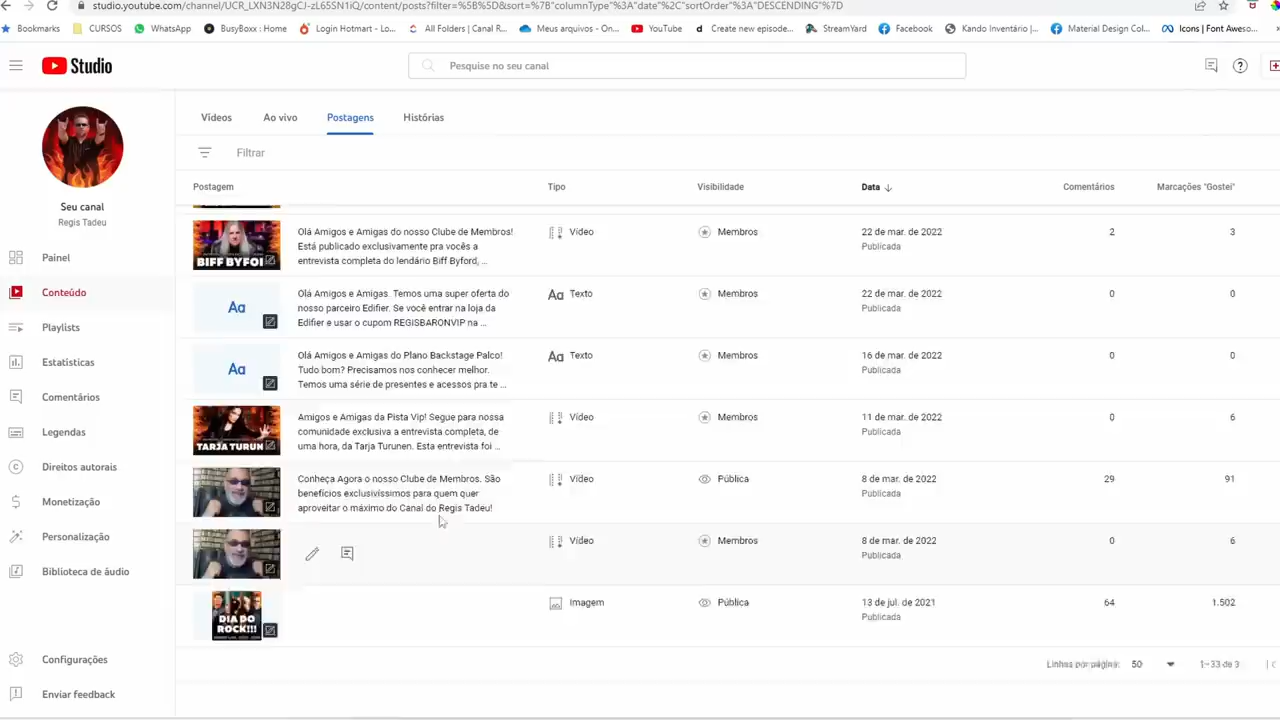 studio.youtube.com/channel/UCR_LXN3N28gCJ-zL65SN1iQ/content/posts?filter=%5B%5D&sort=%7B"columnType"%3A"date"%2C"sortOrder"%3A"DESCENDING"%7D
Bookmarks CURSOS WhatsApp BusyBoxx : Home Login Hotmart - Lo... All Folders | Canal R... Meus arquivos - On... YouTube Create new episode... StreamYard Facebook Kando Inventário |... Material Design Col... Icons | Font Aweso...
Studio
Pesquise no seu canal
Vídeos Ao vivo Postagens Histórias
Filtrar
Postagem Tipo Visibilidade Data Comentários Marcações "Gostei"
Seu canal
Regis Tadeu
Painel
Conteúdo
Playlists
Estatísticas
Comentários
Legendas
Direitos autorais
Monetização
Personalização
Biblioteca de áudio
Configurações
Enviar feedback
BIFF BYFOR
Olá Amigos e Amigas do nosso Clube de Membros!
Está publicado exclusivamente pra vocês a
entrevista completa do lendário Biff Byford, ...
Vídeo Membros 22 de mar. de 2022 2 3
Publicada
Aa
Olá Amigos e Amigas. Temos uma super oferta do
nosso parceiro Edifier. Se você entrar na loja da
Edifier e usar o cupom REGISBARONVIP na ...
Aa Texto Membros 22 de mar. de 2022 0 0
Publicada
Aa
Olá Amigos e Amigas do Plano Backstage Palco!
Tudo bom? Precisamos nos conhecer melhor.
Temos uma série de presentes e acessos pra te ...
Aa Texto Membros 16 de mar. de 2022 0 0
Publicada
TARJA TURUN
Amigos e Amigas da Pista Vip! Segue para nossa
comunidade exclusiva a entrevista completa, de
uma hora, da Tarja Turunen. Esta entrevista foi ...
Vídeo Membros 11 de mar. de 2022 0 6
Publicada
Conheça Agora o nosso Clube de Membros. São
benefícios exclusivíssimos para quem quer
aproveitar o máximo do Canal do Regis Tadeu!
Vídeo Pública 8 de mar. de 2022 29 91
Publicada
Vídeo Membros 8 de mar. de 2022 0 6
Publicada
DIA DO
ROCK!!!
Imagem Pública 13 de jul. de 2021 64 1.502
Publicada
Linhas por página: 50 1–33 de 3